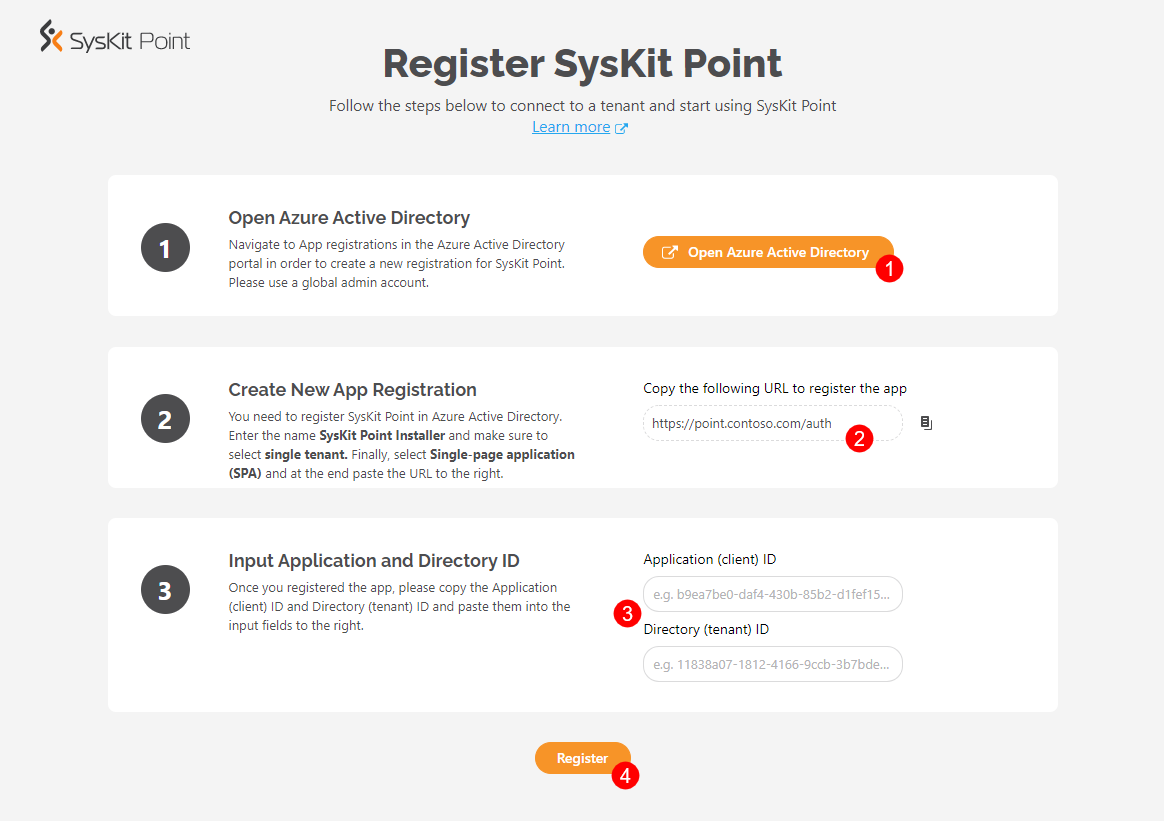 SysKit Point
Register SysKit Point
Follow the steps below to connect to a tenant and start using SysKit Point
Learn more
1
Open Azure Active Directory
Navigate to App registrations in the Azure Active Directory
portal in order to create a new registration for SysKit Point.
Please use a global admin account.
Open Azure Active Directory
1
2
Create New App Registration
You need to register SysKit Point in Azure Active Directory.
Enter the name SysKit Point Installer and make sure to
select single tenant. Finally, select Single-page application
(SPA) and at the end paste the URL to the right.
Copy the following URL to register the app
https://point.contoso.com/auth
2
3
Input Application and Directory ID
Once you registered the app, please copy the Application
(client) ID and Directory (tenant) ID and paste them into the
input fields to the right.
Application (client) ID
e.g. b9ea7be0-daf4-430b-85b2-d1fef15...
3
Directory (tenant) ID
e.g. 11838a07-1812-4166-9ccb-3b7bde...
Register
4